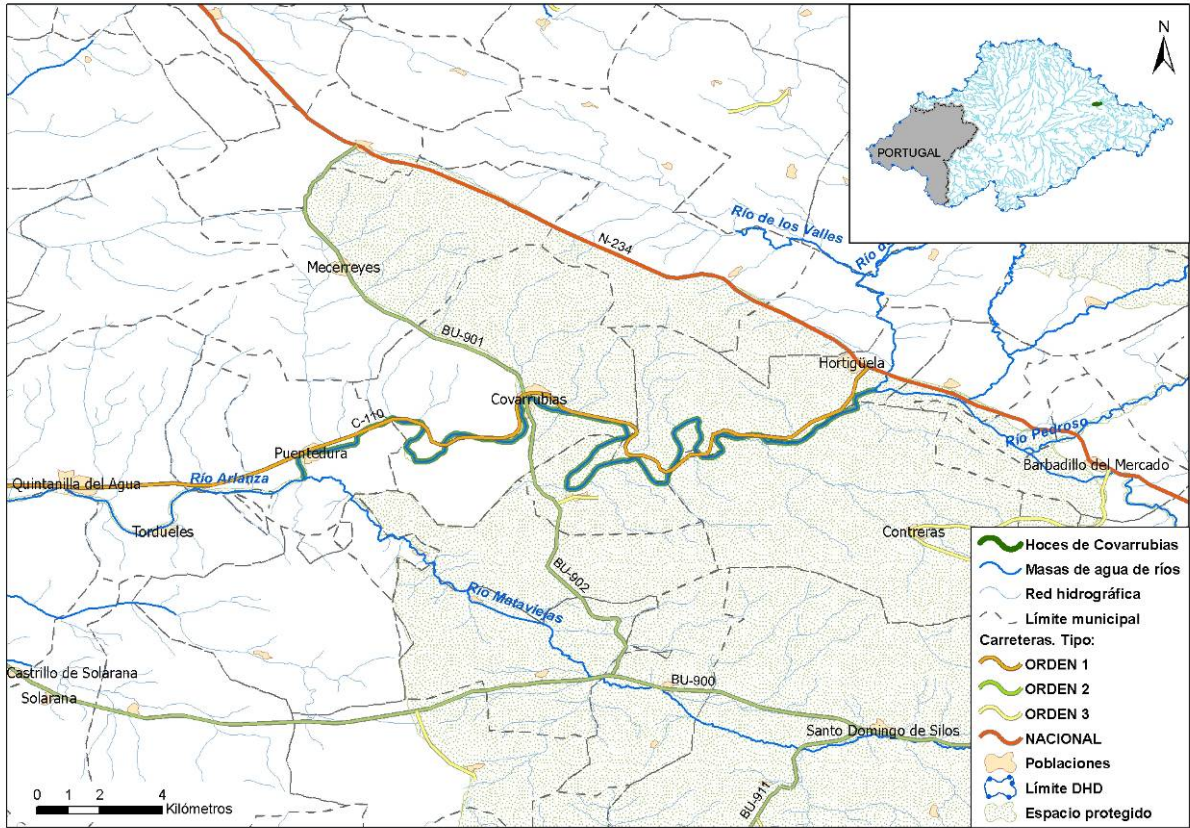 N
PORTUGAL
Río de los Valles
Río de
N-234
Mecerreyes
BU-901
Hortigüela
Covarrubias
C-110
Puentedura
Río Pedroso
Quintanilla del Agua
Río Arlanza
Barbadillo del Mercado
Tordueles
Contreras
BU-902
Río Mataviejas
Castrillo de Solarana
Solarana
BU-900
Santo Domingo de Silos
BU-911
0 1 2 4
Kilómetros
Hoces de Covarrubias
Masas de agua de ríos
Red hidrográfica
Límite municipal
Carreteras. Tipo:
ORDEN 1
ORDEN 2
ORDEN 3
NACIONAL
Poblaciones
Límite DHD
Espacio protegido